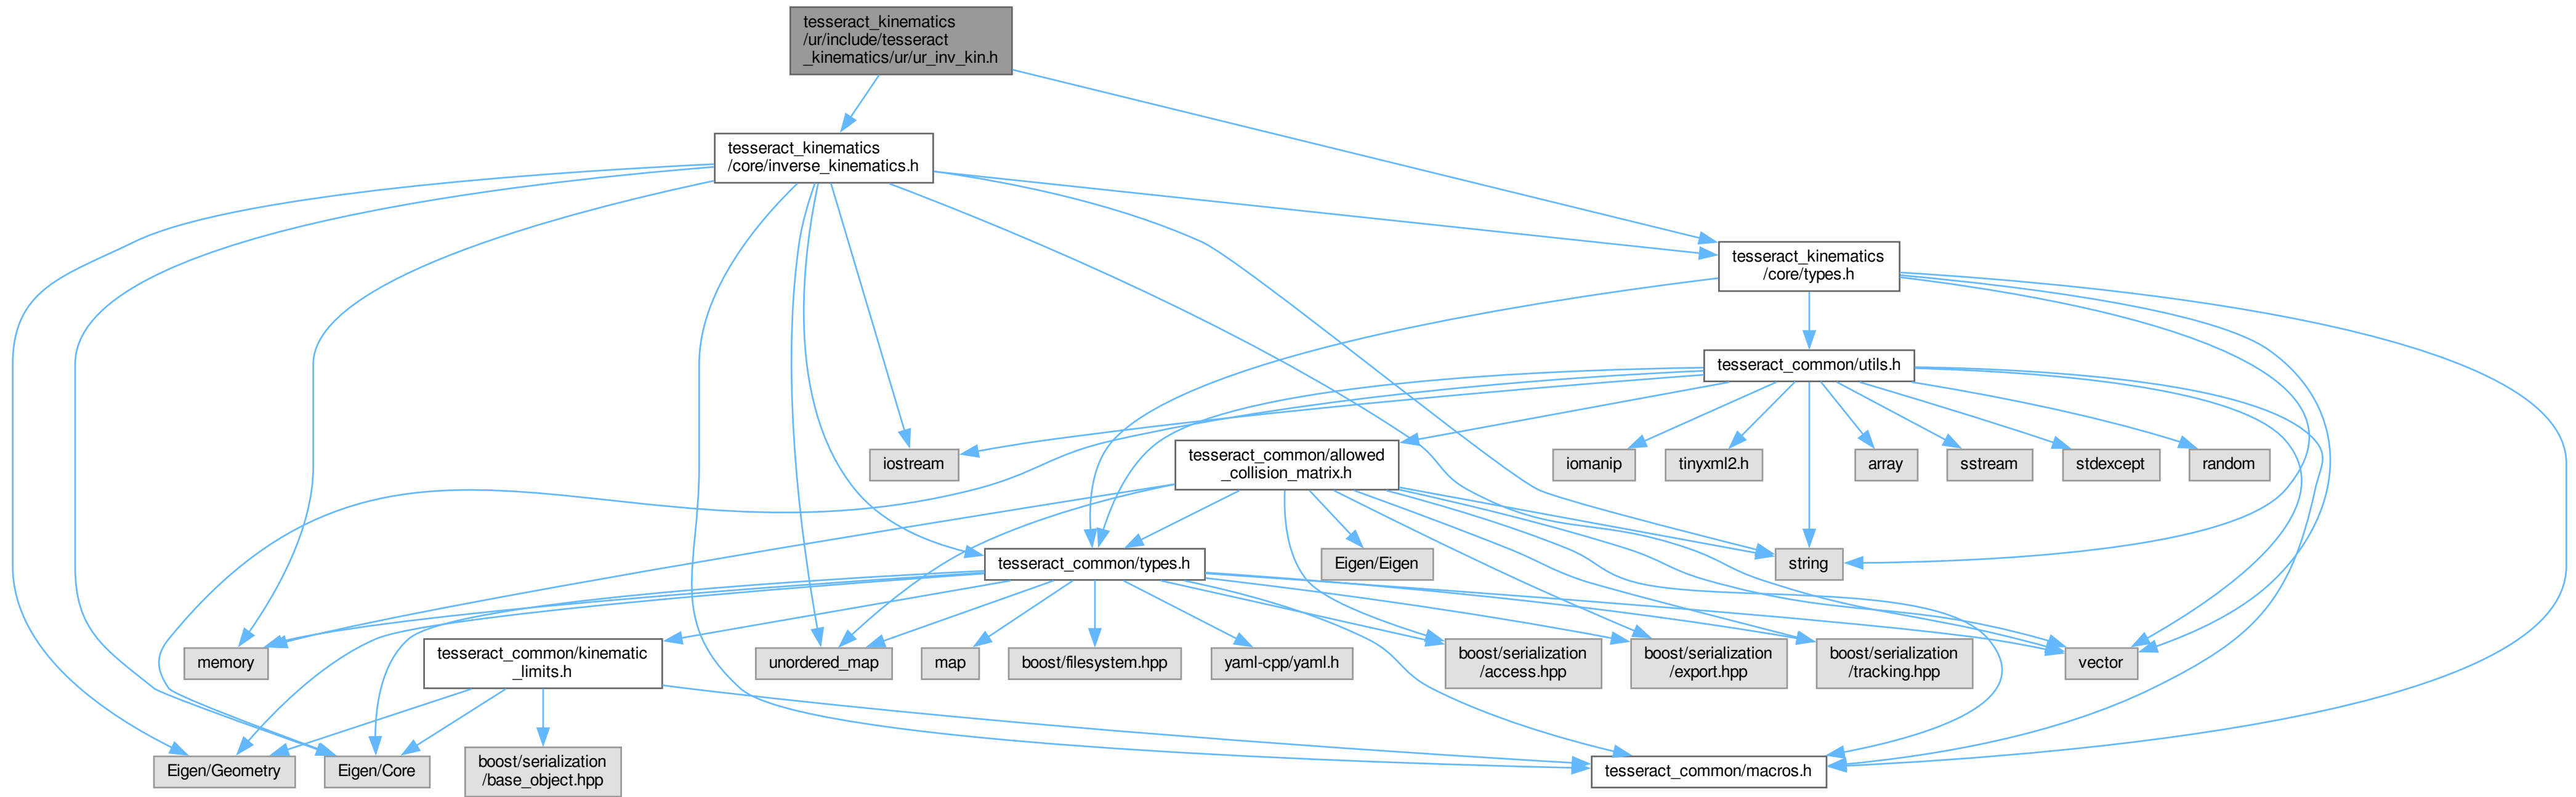 tesseract_kinematics
/ur/include/tesseract
_kinematics/ur/ur_inv_kin.h
tesseract_kinematics
/core/inverse_kinematics.h
tesseract_kinematics
/core/types.h
tesseract_common/utils.h
iostream
tesseract_common/allowed
_collision_matrix.h
iomanip
tinyxml2.h
array
sstream
stdexcept
random
tesseract_common/types.h
Eigen/Eigen
string
memory
tesseract_common/kinematic
_limits.h
unordered_map
map
boost/filesystem.hpp
yaml-cpp/yaml.h
boost/serialization
/access.hpp
boost/serialization
/export.hpp
boost/serialization
/tracking.hpp
vector
Eigen/Geometry
Eigen/Core
boost/serialization
/base_object.hpp
tesseract_common/macros.h